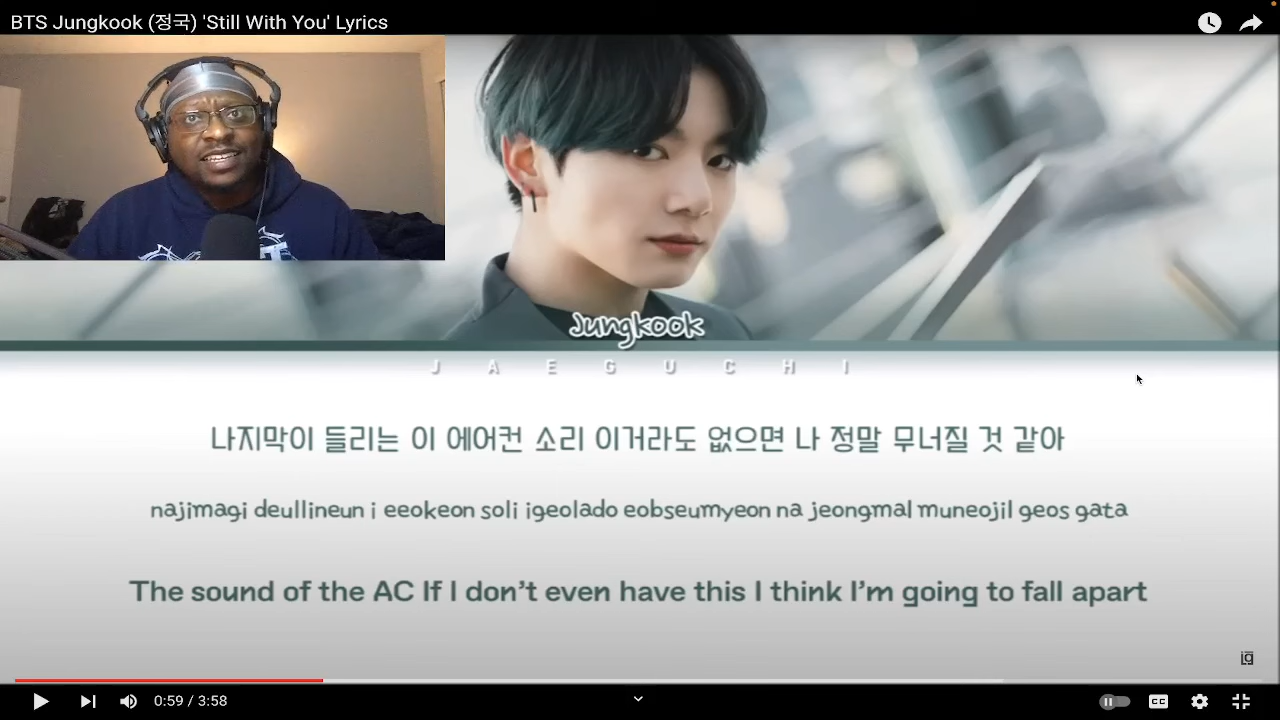 BTS Jungkook (정국) 'Still With You' Lyrics
Jungkook
J A E G U C H I
나지막이 들리는 이 에어컨 소리 이거라도 없으면 나 정말 무너질 것 같아
najimagi deullineun i eeokeon soli igeolado eobseumyeon na jeongmal muneojil geos gata
The sound of the AC If I don't even have this I think I'm going to fall apart
ig
0:59 / 3:58
CC